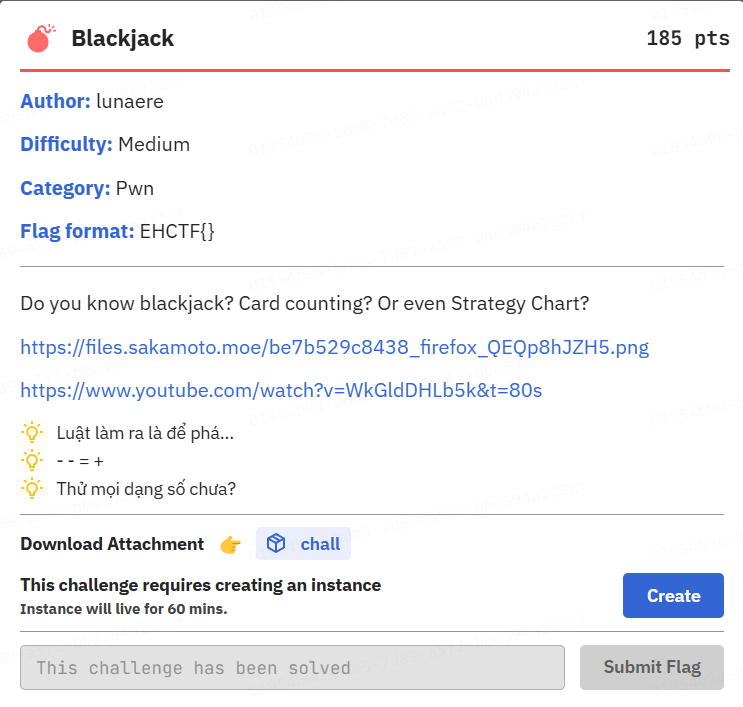 Blackjack 185 pts
Author: lunaere
Difficulty: Medium
Category: Pwn
Flag format: EHCTF{}
Do you know blackjack? Card counting? Or even Strategy Chart?
https://files.sakamoto.moe/be7b529c8438_firefox_QEQp8hJZH5.png
https://www.youtube.com/watch?v=WkGldDHLb5k&t=80s
Luật làm ra là để phá...
- - = +
Thử mọi dạng số chưa?
Download Attachment 👉 chall
This challenge requires creating an instance
Create
Instance will live for 60 mins.
This challenge has been solved Submit Flag